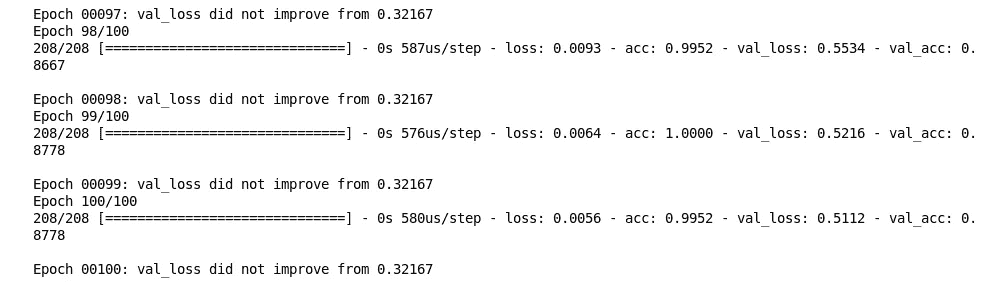 Epoch 00097: val_loss did not improve from 0.32167
Epoch 98/100
208/208 [==============================] - 0s 587us/step - loss: 0.0093 - acc: 0.9952 - val_loss: 0.5534 - val_acc: 0.
8667
Epoch 00098: val_loss did not improve from 0.32167
Epoch 99/100
208/208 [==============================] - 0s 576us/step - loss: 0.0064 - acc: 1.0000 - val_loss: 0.5216 - val_acc: 0.
8778
Epoch 00099: val_loss did not improve from 0.32167
Epoch 100/100
208/208 [==============================] - 0s 580us/step - loss: 0.0056 - acc: 0.9952 - val_loss: 0.5112 - val_acc: 0.
8778
Epoch 00100: val_loss did not improve from 0.32167